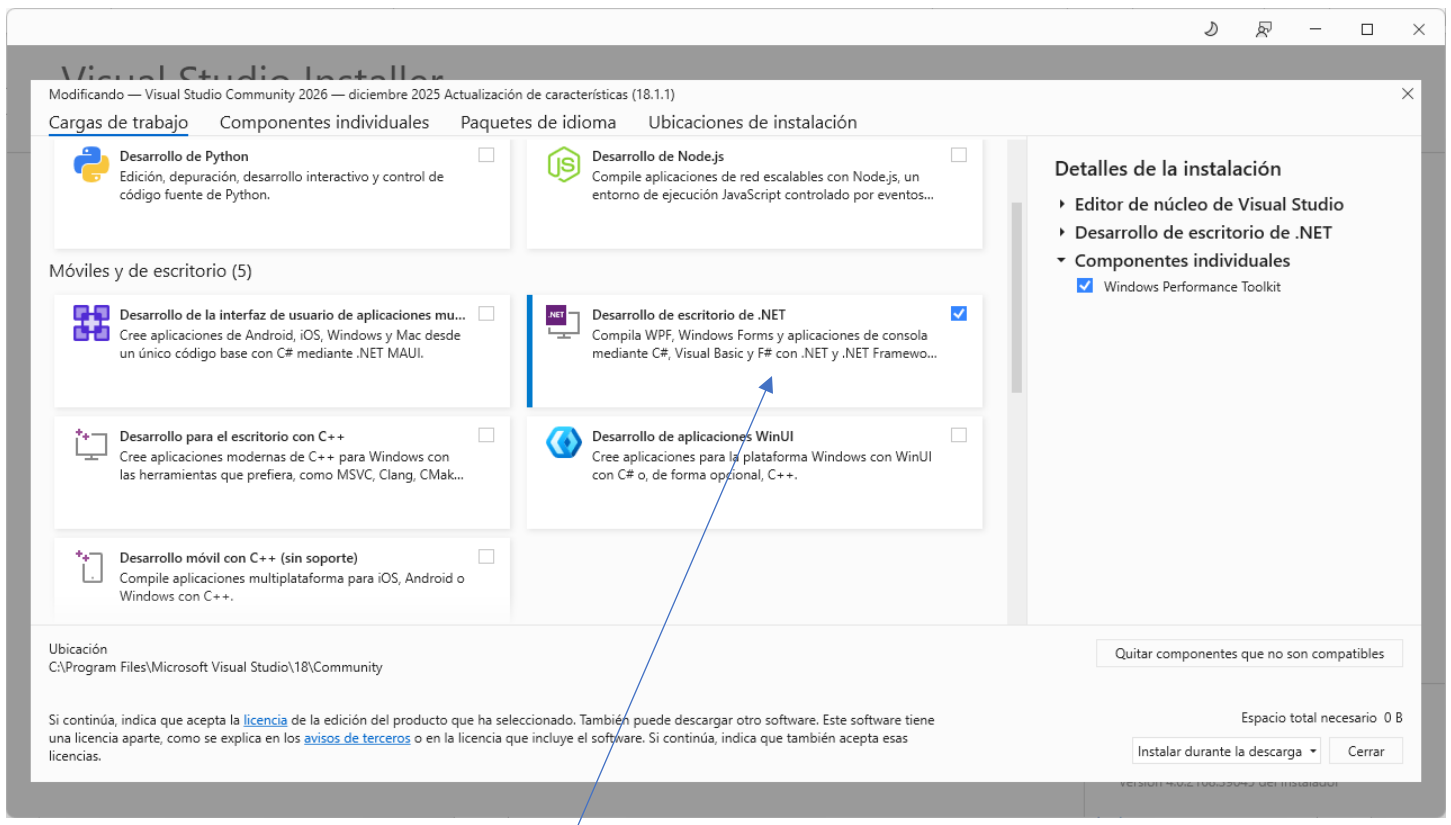 Visual Studio Installer
Modificando — Visual Studio Community 2026 — diciembre 2025 Actualización de características (18.1.1)
Cargas de trabajo Componentes individuales Paquetes de idioma Ubicaciones de instalación
Desarrollo de Python
Edición, depuración, desarrollo interactivo y control de
código fuente de Python.
Desarrollo de Node.js
Compile aplicaciones de red escalables con Node.js, un
entorno de ejecución JavaScript controlado por eventos...
Móviles y de escritorio (5)
Desarrollo de la interfaz de usuario de aplicaciones mu...
Cree aplicaciones de Android, iOS, Windows y Mac desde
un único código base con C# mediante .NET MAUI.
.NET
Desarrollo de escritorio de .NET
Compila WPF, Windows Forms y aplicaciones de consola
mediante C#, Visual Basic y F# con .NET y .NET Framewo...
Desarrollo para el escritorio con C++
Cree aplicaciones modernas de C++ para Windows con
las herramientas que prefiera, como MSVC, Clang, CMak...
Desarrollo de aplicaciones WinUI
Cree aplicaciones para la plataforma Windows con WinUI
con C# o, de forma opcional, C++.
Desarrollo móvil con C++ (sin soporte)
Compile aplicaciones multiplataforma para iOS, Android o
Windows con C++.
Detalles de la instalación
Editor de núcleo de Visual Studio
Desarrollo de escritorio de .NET
Componentes individuales
Windows Performance Toolkit
Ubicación
C:\Program Files\Microsoft Visual Studio\18\Community
Quitar componentes que no son compatibles
Si continúa, indica que acepta la licencia de la edición del producto que ha seleccionado. También puede descargar otro software. Este software tiene
una licencia aparte, como se explica en los avisos de terceros o en la licencia que incluye el software. Si continúa, indica que también acepta esas
licencias.
Espacio total necesario 0 B
Instalar durante la descarga Cerrar
del instalador